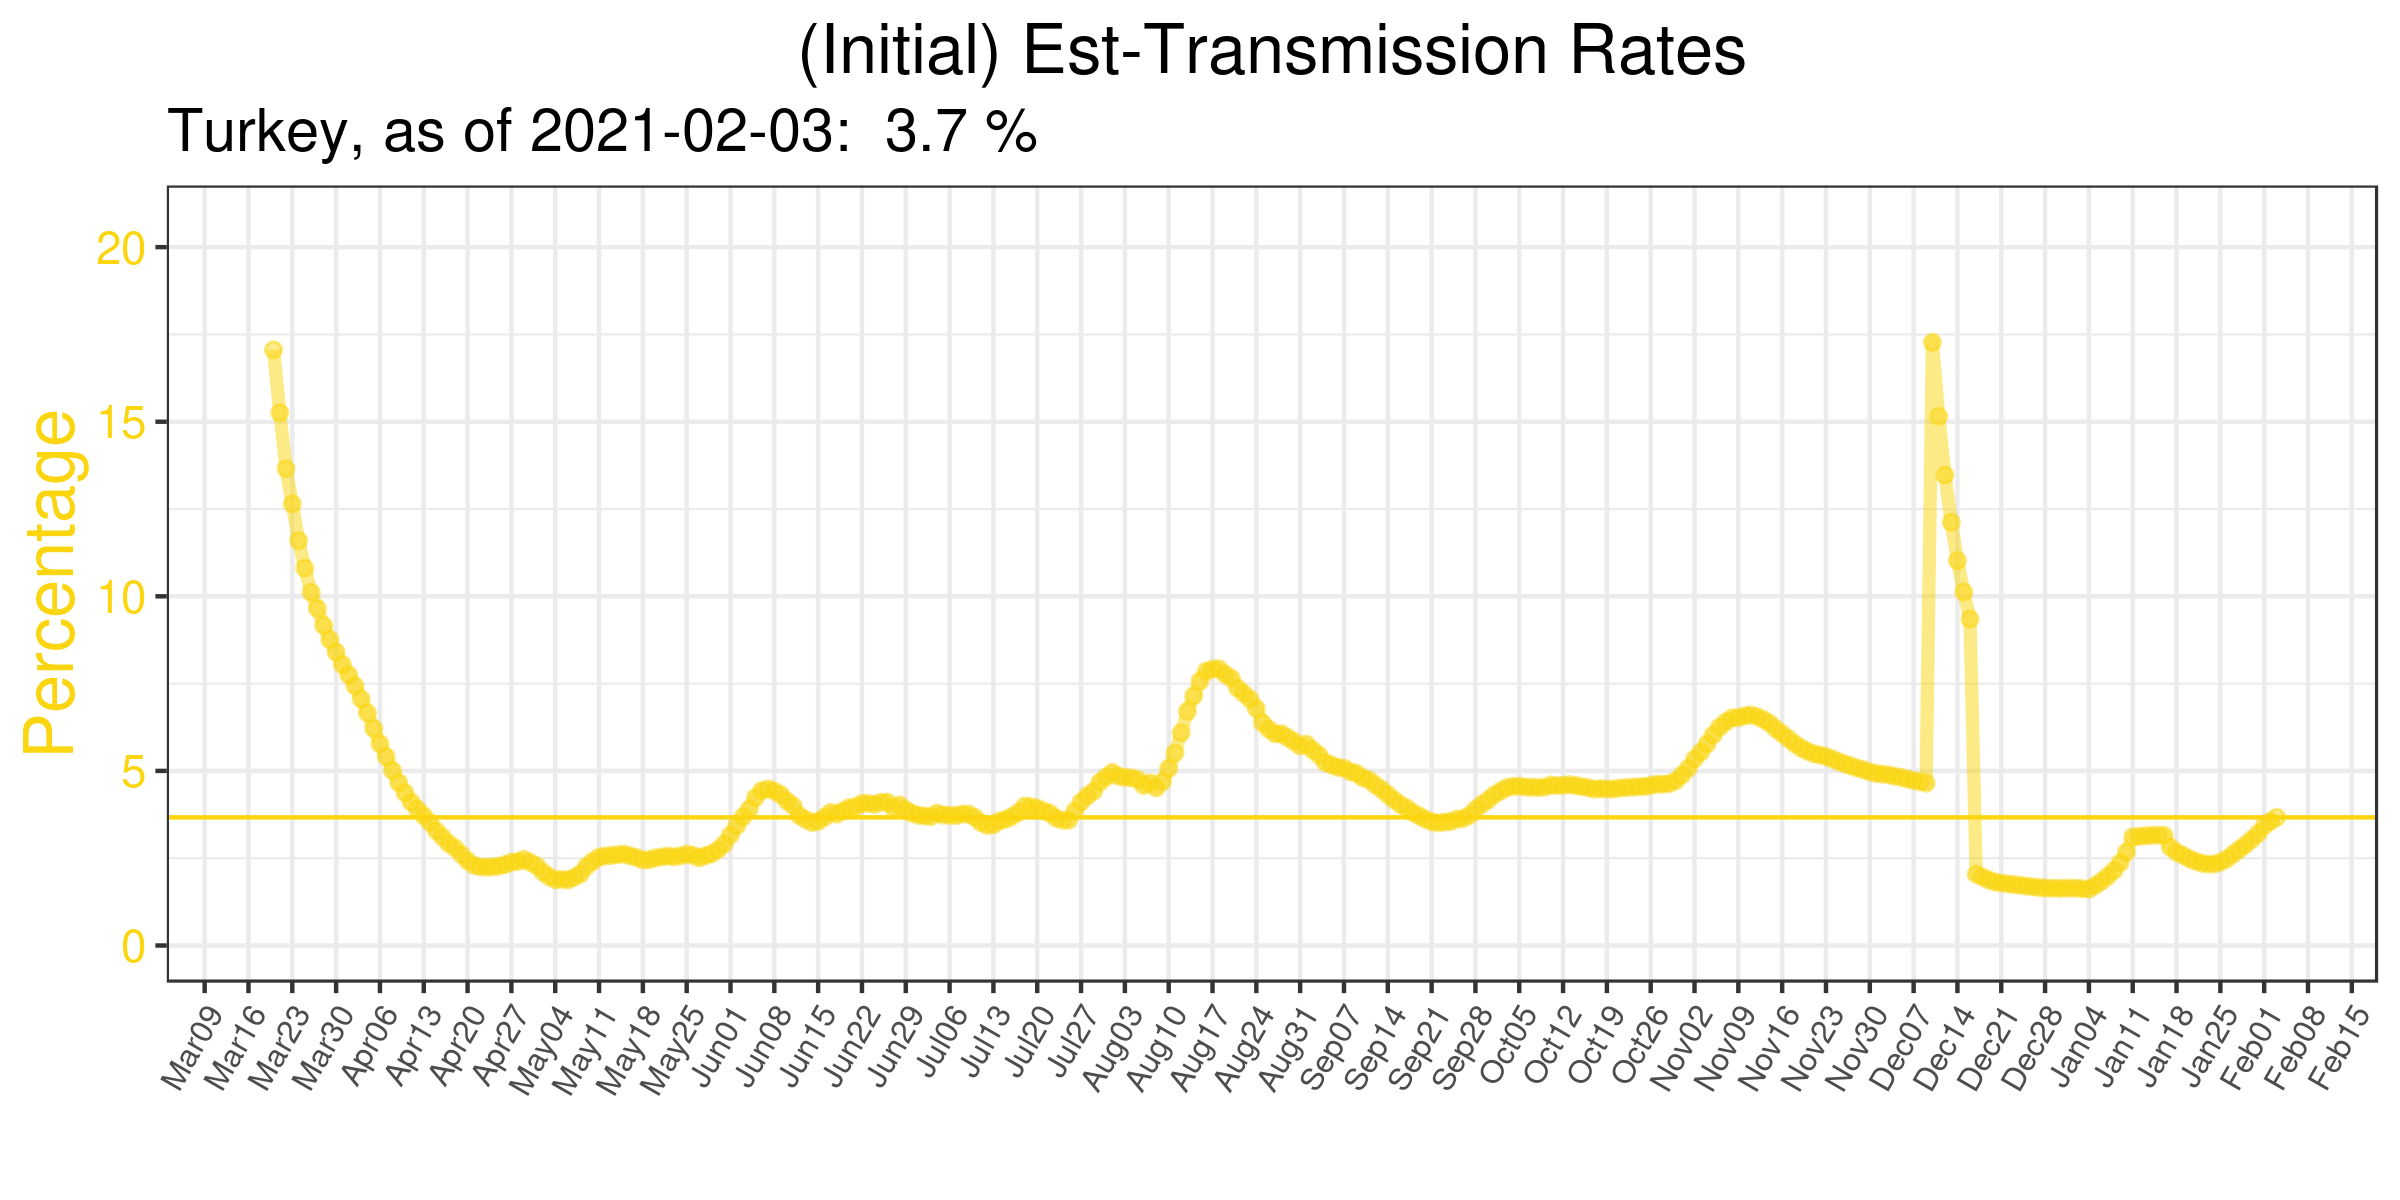 (Initial) Est-Transmission Rates
Turkey, as of 2021-02-03:  3.7 %
Percentage
20
15
10
5
0
Mar09
Mar16
Mar23
Mar30
Apr06
Apr13
Apr20
Apr27
May04
May11
May18
May25
Jun01
Jun08
Jun15
Jun22
Jun29
Jul06
Jul13
Jul20
Jul27
Aug03
Aug10
Aug17
Aug24
Aug31
Sep07
Sep14
Sep21
Sep28
Oct05
Oct12
Oct19
Oct26
Nov02
Nov09
Nov16
Nov23
Nov30
Dec07
Dec14
Dec21
Dec28
Jan04
Jan11
Jan18
Jan25
Feb01
Feb08
Feb15